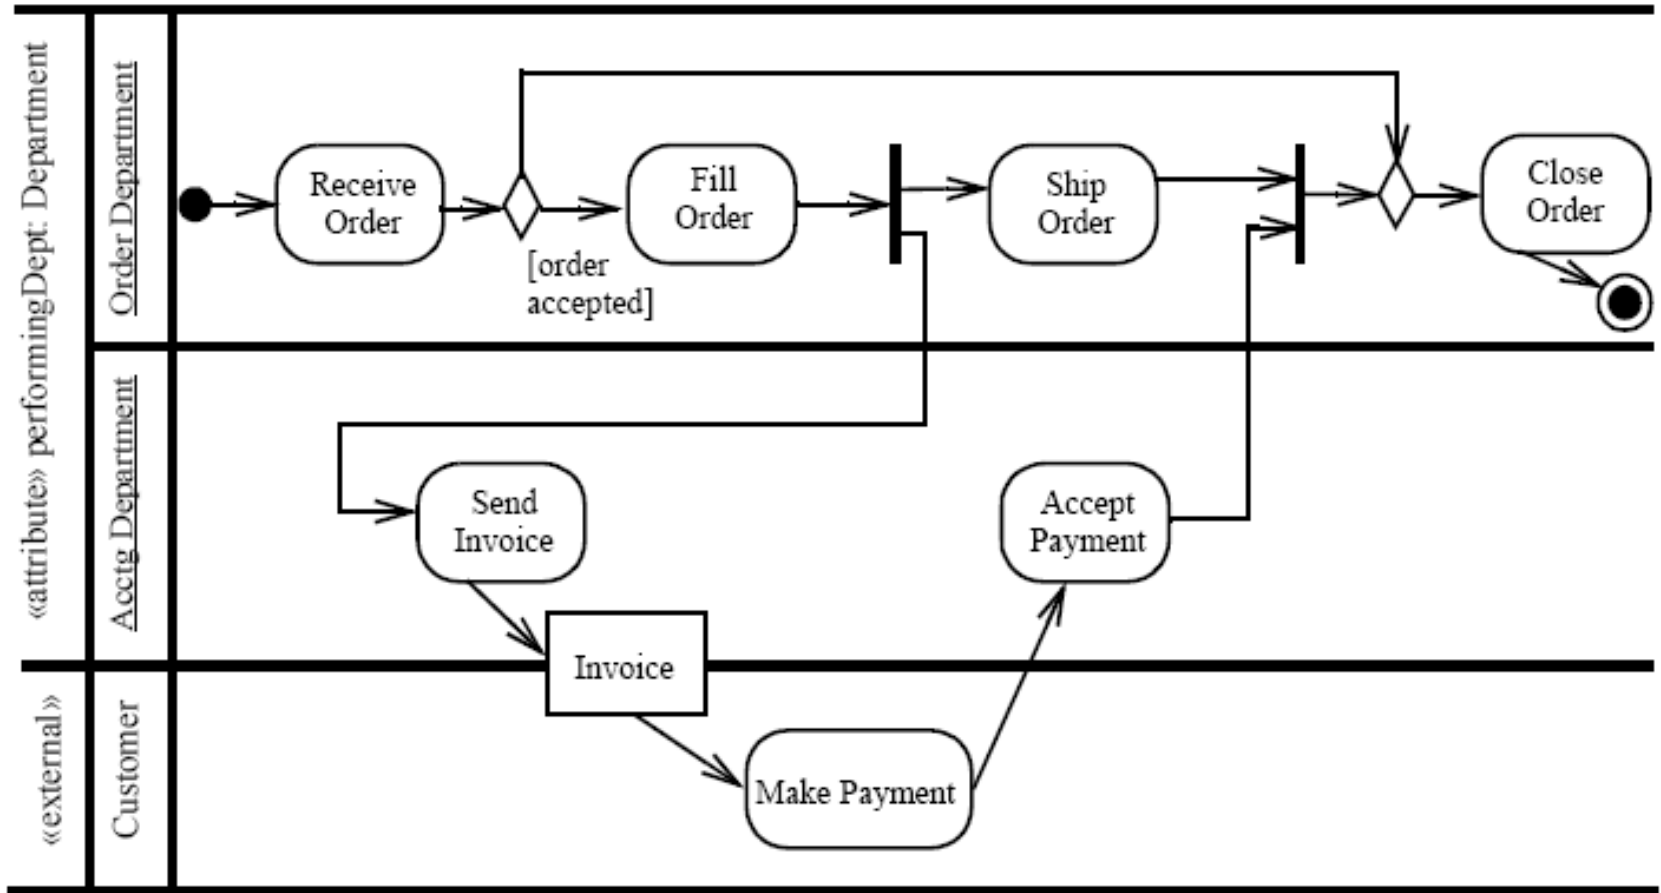 «attribute» performingDept: Department
Order Department
Receive
Order
[order
accepted]
Fill
Order
Ship
Order
Close
Order
Acctg Department
Send
Invoice
Accept
Payment
Invoice
«external»
Customer
Make Payment